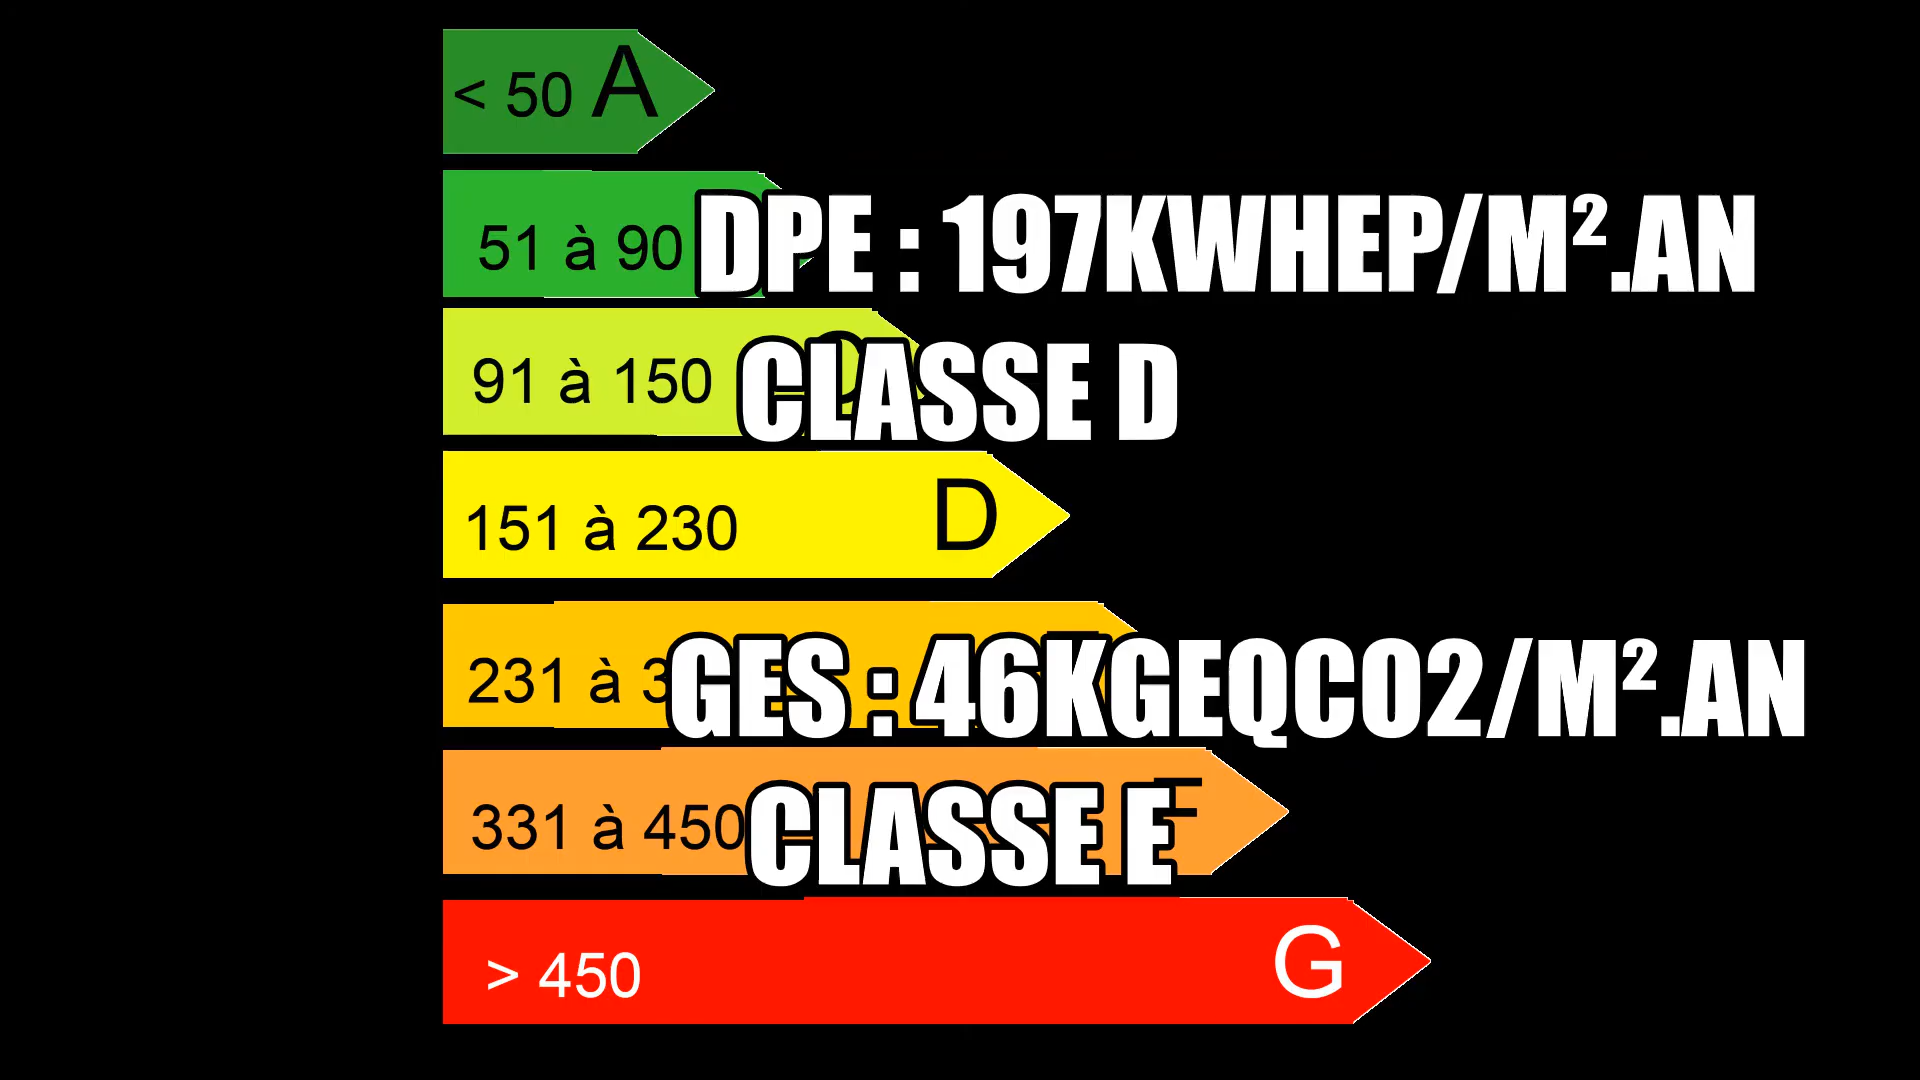 < 50 A
51 à 90
DPE : 197KWHEP/M².AN
91 à 150
CLASSE D
151 à 230 D
231 à 3
GES : 46KGEQCO2/M².AN
331 à 450 F
CLASSE E
> 450 G